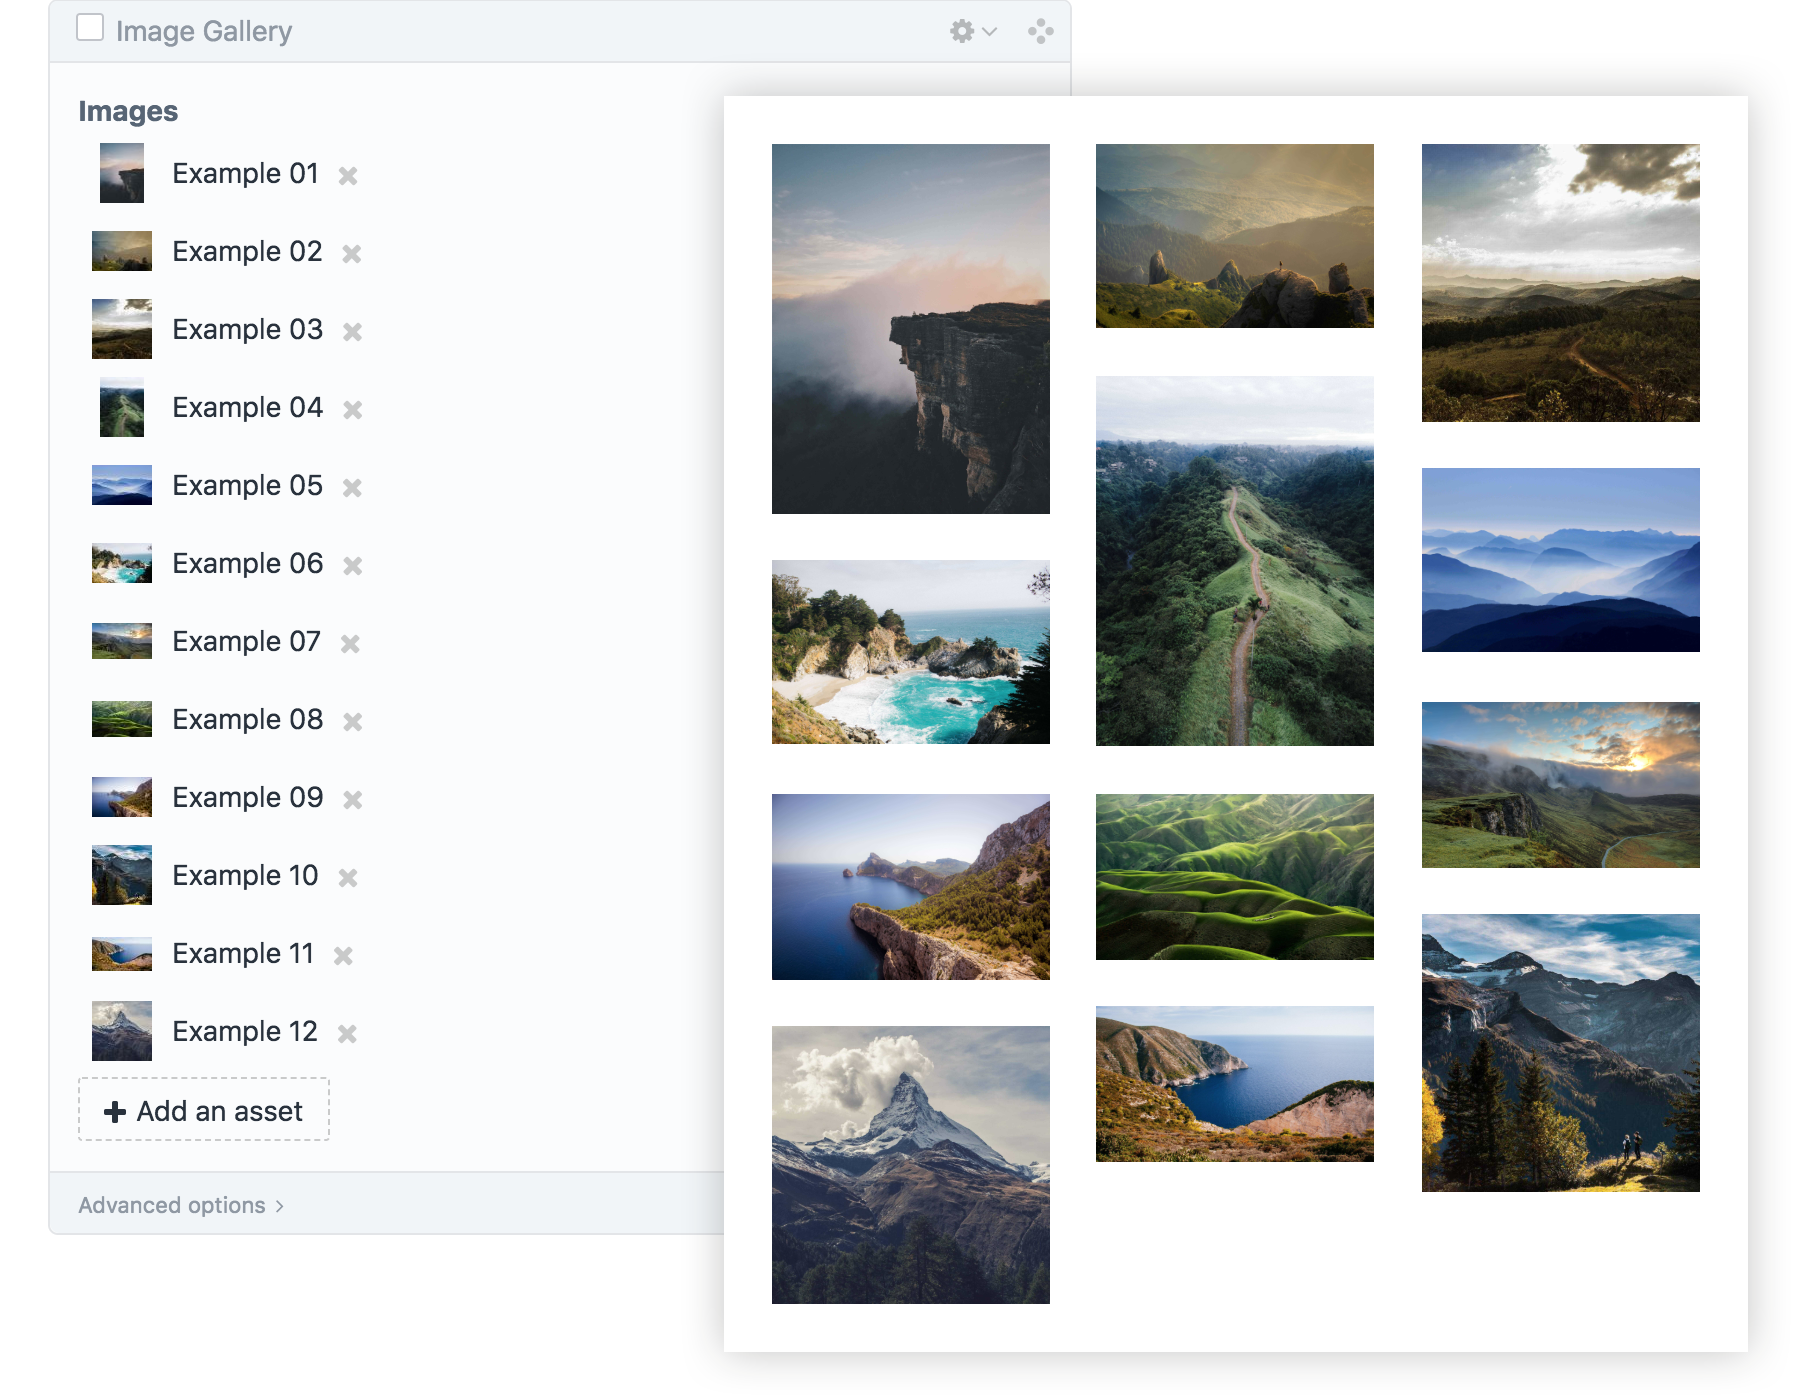 Image Gallery
Images
Example 01
Example 02
Example 03
Example 04
Example 05
Example 06
Example 07
Example 08
Example 09
Example 10
Example 11
Example 12
Add an asset
Advanced options